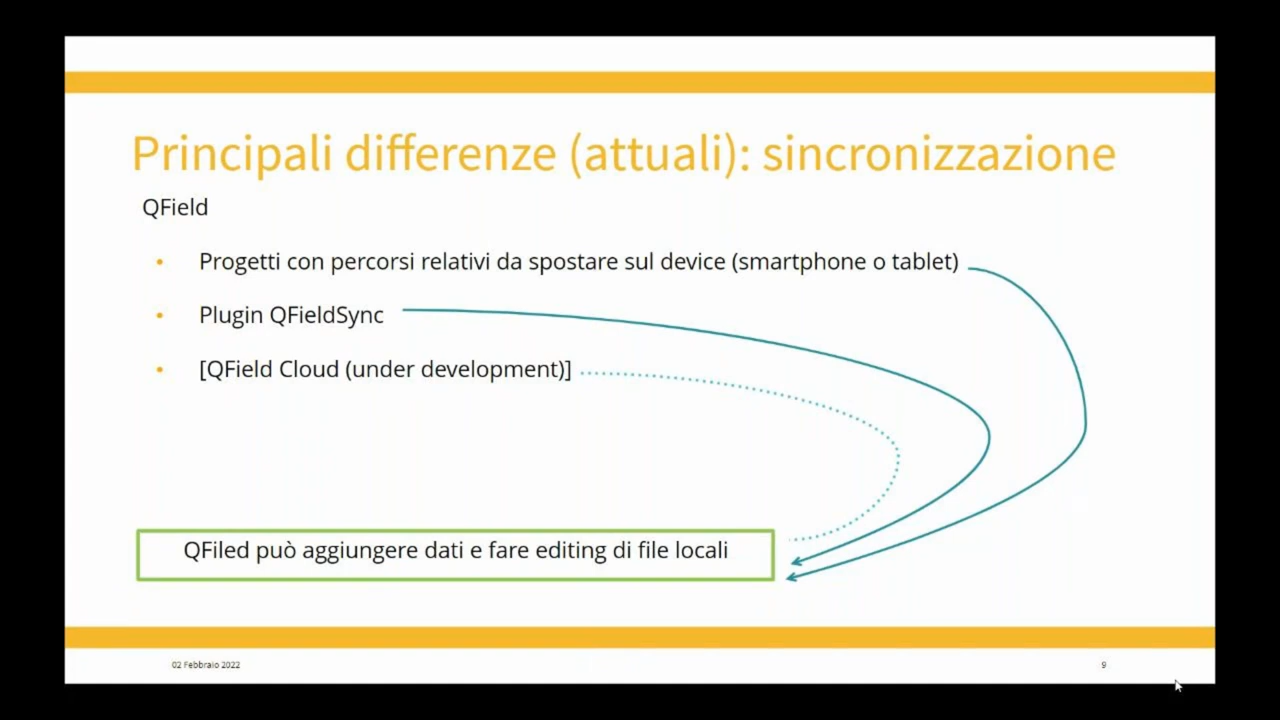 Principali differenze (attuali): sincronizzazione
QField
• Progetti con percorsi relativi da spostare sul device (smartphone o tablet)
• Plugin QFieldSync
• [QField Cloud (under development)]
QFiled può aggiungere dati e fare editing di file locali
02 Febbraio 2022
9